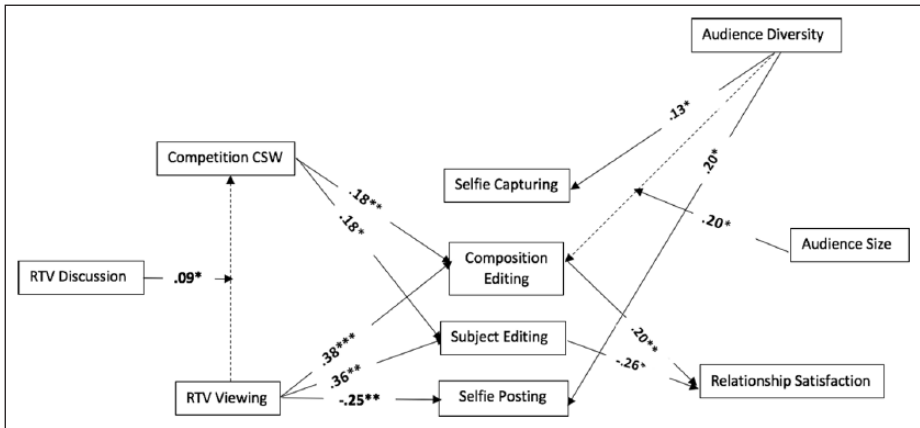 Audience Diversity
-.13*
Competition CSW
.20*
Selfie Capturing
.18**
.18*
.20*
Audience Size
Composition
Editing
RTV Discussion
.09*
.20**
.38***
Subject Editing
-.26*
.36**
Relationship Satisfaction
RTV Viewing
-.25**
Selfie Posting